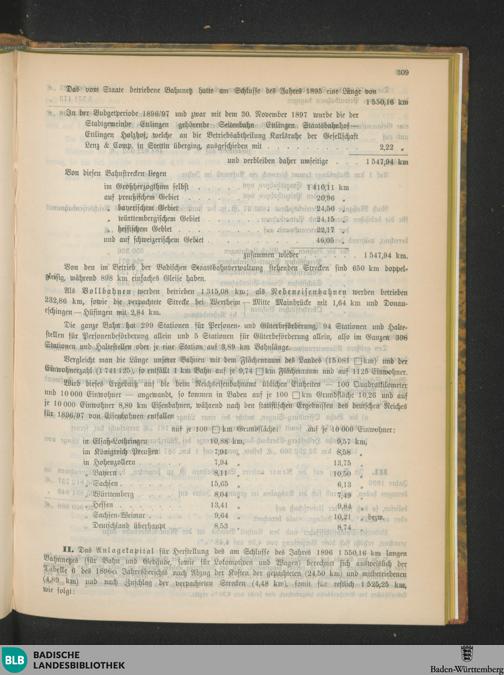 309
Das vom Staate betriebene Bahnnetz hatte am Schlusse des Jahres 1895 eine Länge von
1 550,16 km
In der Budgetperiode 1896/97 und zwar mit dem 30. November 1897 wurde die der
Stadtgemeinde Etlingen gehörende Seitenbahn Etlingen Staatsbahnhof—
Etlingen Holzhof, welche an die Betriebsabtheilung Karlsruhe der Gesellschaft
Lenz & Comp. in Stettin überging, ausgeschieden mit . . . 2,22 „
und verbleiben daher umseitige . . 1 547,94 km
Von diesen Bahnstrecken liegen
im Großherzogthum selbst . . . 1 410,11 km
auf preußischem Gebiet . . . 20,96 „
„ bayerischem Gebiet . . . 24,56 „
„ württembergischem Gebiet . . . 24,15 „
„ hessischem Gebiet . . . 22,17 „
und auf schweizerischem Gebiet . . . 46,05 „
zusammen wieder . . . 1 547,94 km.
Von den im Betrieb der Badischen Staatsbahnverwaltung stehenden Strecken sind 650 km doppel-
gleisig, während 898 km einfaches Gleise haben.
Als Vollbahnen werden betrieben 1 315,08 km; als Nebeneisenbahnen werden betrieben
232,86 km, sowie die verpachtete Strecke bei Wertheim — Mitte Mainbrücke mit 1,64 km und Donau-
eschingen — Hüfingen mit 2,84 km.
Die ganze Bahn hat 299 Stationen für Personen- und Güterbeförderung, 94 Stationen und Halte-
stellen für Personenbeförderung allein und 5 Stationen für Güterbeförderung allein, also im Ganzen 398
Stationen und Haltestellen oder je eine Station auf 3,89 km Bahnlänge.
Vergleicht man die Länge unserer Bahnen mit dem Flächenraum des Landes (15 081 □ km) und der
Einwohnerzahl (1 741 125), so entfällt 1 km Bahn auf je 9,74 □ km Flächenraum und auf 1125 Einwohner.
Wird dieses Ergebniß auf die beim Reichseisenbahnamt üblichen Einheiten — 100 Quadratkilometer
und 10 000 Einwohner — angewandt, so kommen in Baden auf je 100 □ km Grundfläche 10,26 und auf
je 10 000 Einwohner 8,89 km Eisenbahnen, während nach den statistischen Ergebnissen des deutschen Reiches
für 1896/97 von Eisenbahnen entfallen
auf je 100 □ km Grundfläche: auf je 10 000 Einwohner:
in Elsaß-Lothringen . . . 10,88 km, 9,57 km,
im Königreich Preußen . . . 7,94 „ 8,58 „
in Hohenzollern . . . 7,94 „ 13,75 „
„ Bayern . . . 8,11 „ 10,50 „
„ Sachsen . . . 15,65 „ 6,13 „
„ Württemberg . . . 8,04 „ 7,49 „
„ Hessen . . . 13,41 „ 9,84 „
„ Sachsen-Weimar . . . 9,64 „ 10,21 „ bezw.
„ Deutschland überhaupt . . . 8,53 8,74 „
II. Das Anlagekapital für Herstellung des am Schlusse des Jahres 1896 1 550,16 km langen
Bahnnetzes (für Bahn und Gebäude, sowie für Lokomotiven und Wagen) berechnet sich ausweislich der
Tabelle 6 des 1896er Jahresberichts nach Abzug der Kosten der gepachteten (24,50 km) und mitbetriebenen
(4,89 km) und nach Zuschlag der verpachteten Strecken (4,48 km), somit für restlich 1 525,25 km,
wie folgt:
BLB BADISCHE
LANDESBIBLIOTHEK
Baden-Württemberg